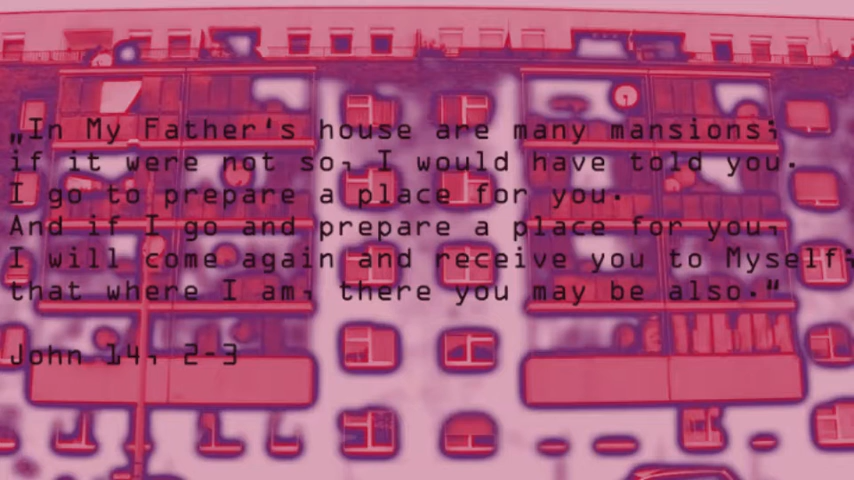 „In My Father's house are many mansions;
if it were not so, I would have told you.
I go to prepare a place for you.
And if I go and prepare a place for you,
I will come again and receive you to Myself;
that where I am, there you may be also."
John 14, 2-3